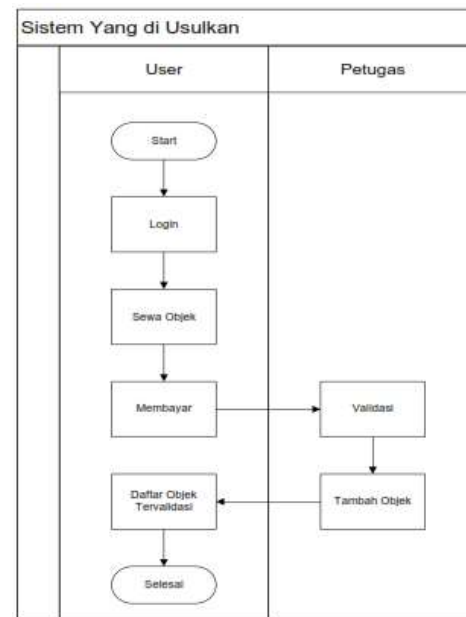 Sistem Yang di Usulkan
User
Petugas
Start
Login
Sewa Objek
Membayar
Validasi
Tambah Objek
Daftar Objek
Tervalidasi
Selesai